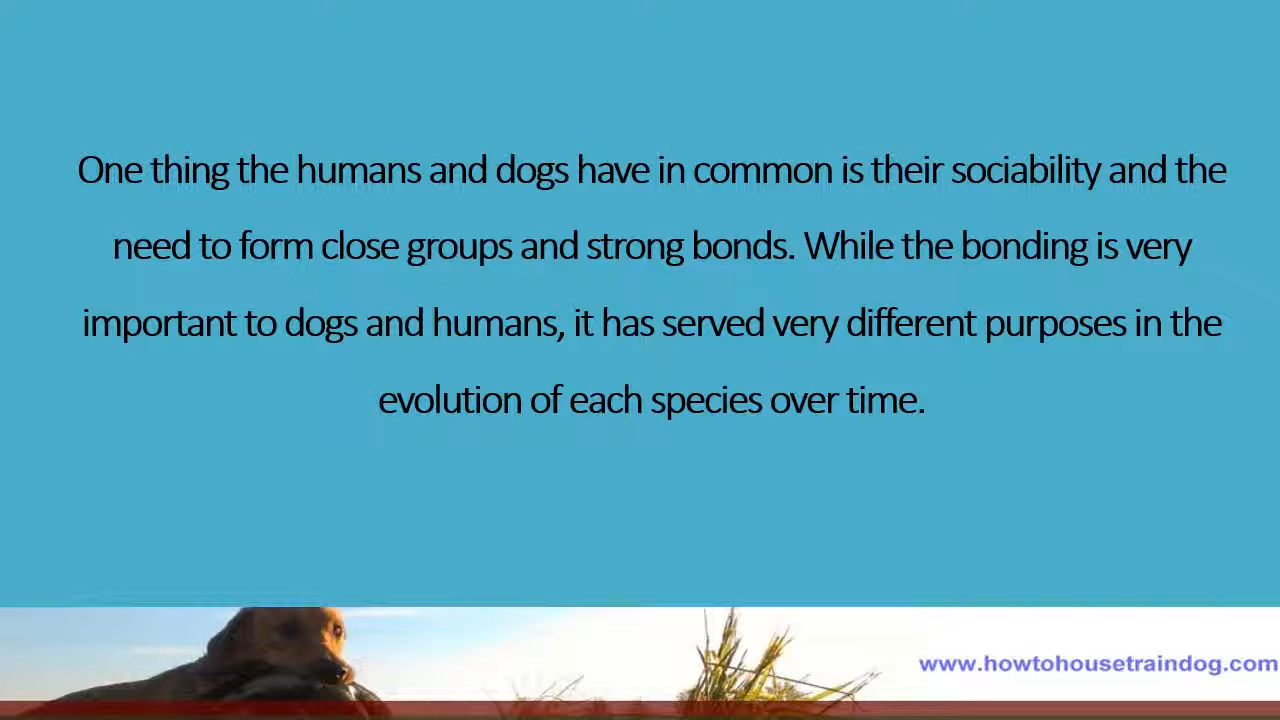 One thing the humans and dogs have in common is their sociability and the
need to form close groups and strong bonds. While the bonding is very
important to dogs and humans, it has served very different purposes in the
evolution of each species over time.
www.howtohousetraindog.com